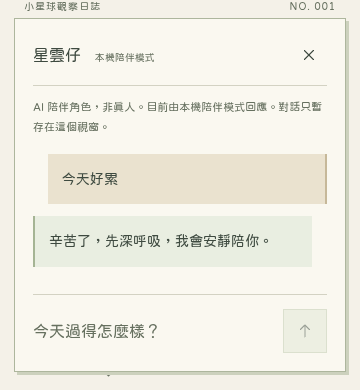 小星球觀察日誌
NO. 001
星雲仔
本機陪伴模式
AI 陪伴角色，非真人。目前由本機陪伴模式回應。對話只暫
存在這個視窗。
今天好累
辛苦了，先深呼吸，我會安靜陪你。
今天過得怎麼樣？